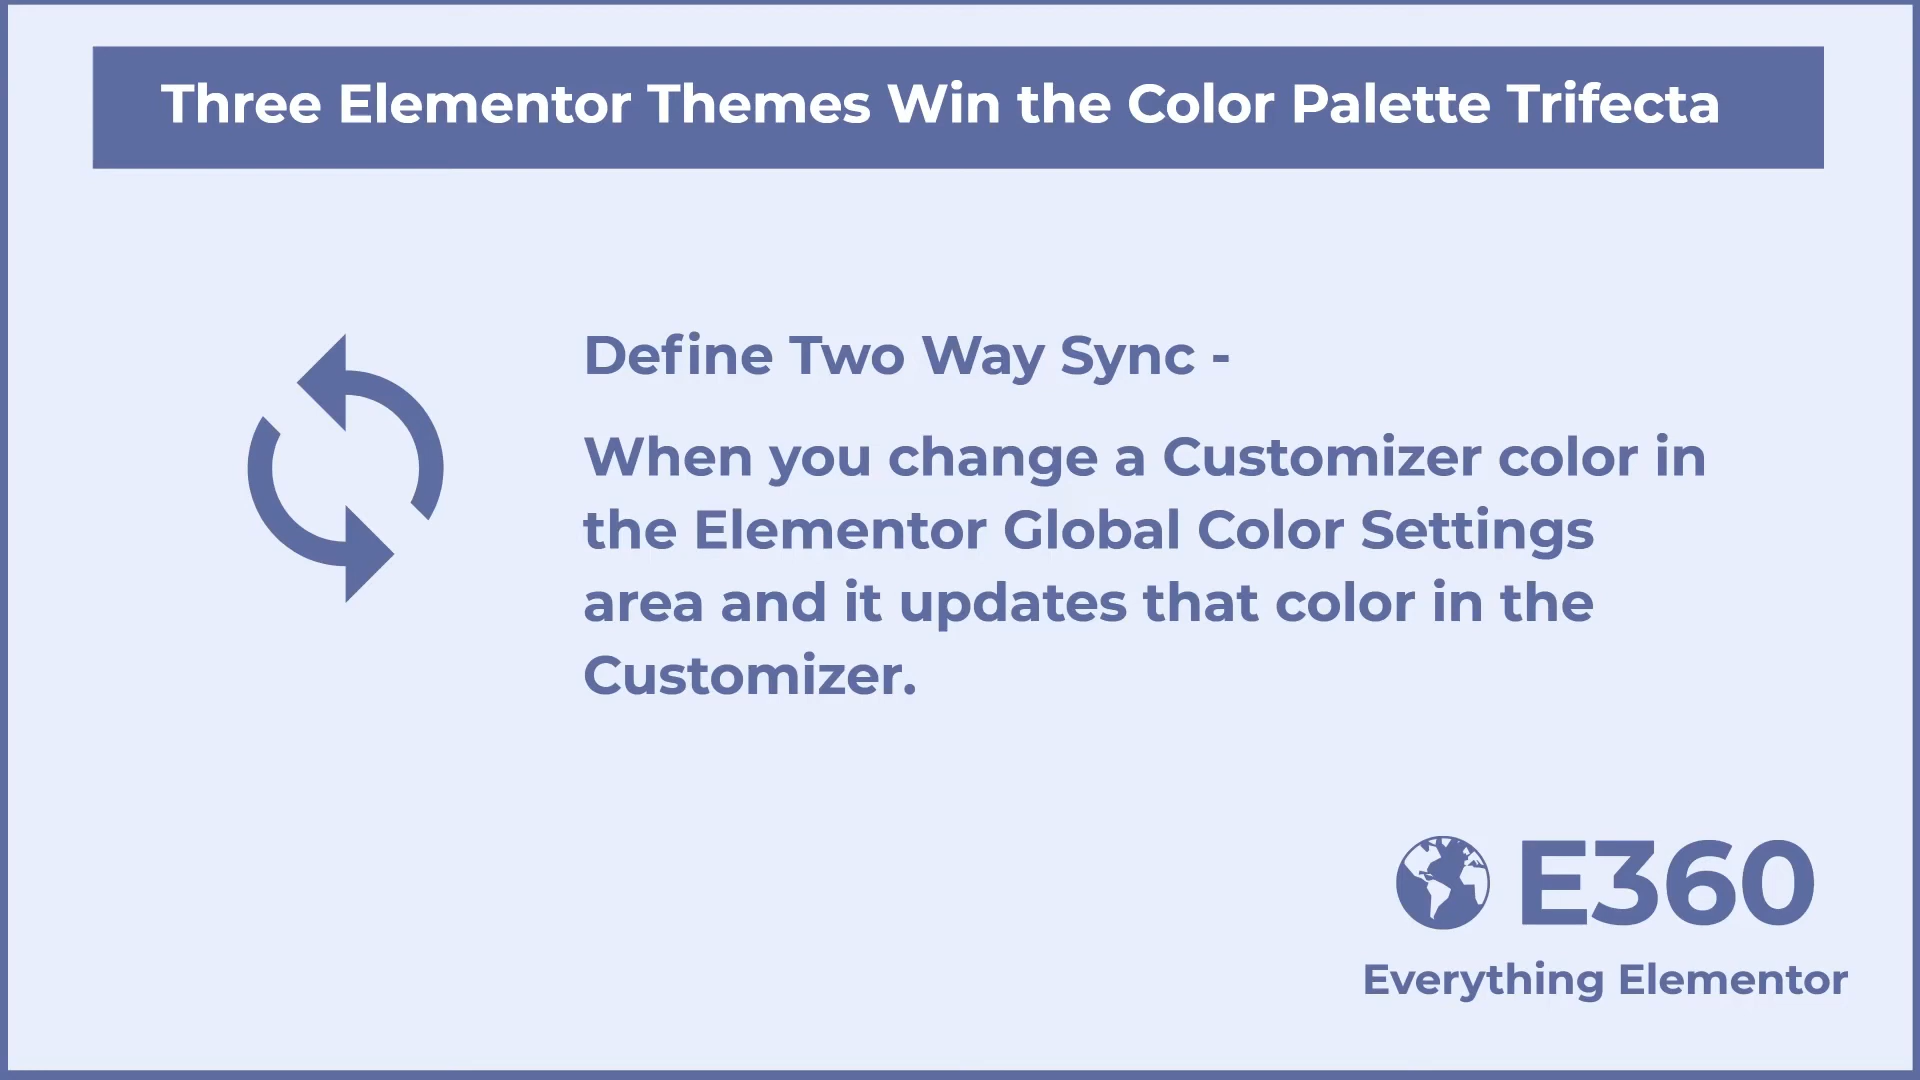 Three Elementor Themes Win the Color Palette Trifecta
Define Two Way Sync -
When you change a Customizer color in
the Elementor Global Color Settings
area and it updates that color in the
Customizer.
E360
Everything Elementor